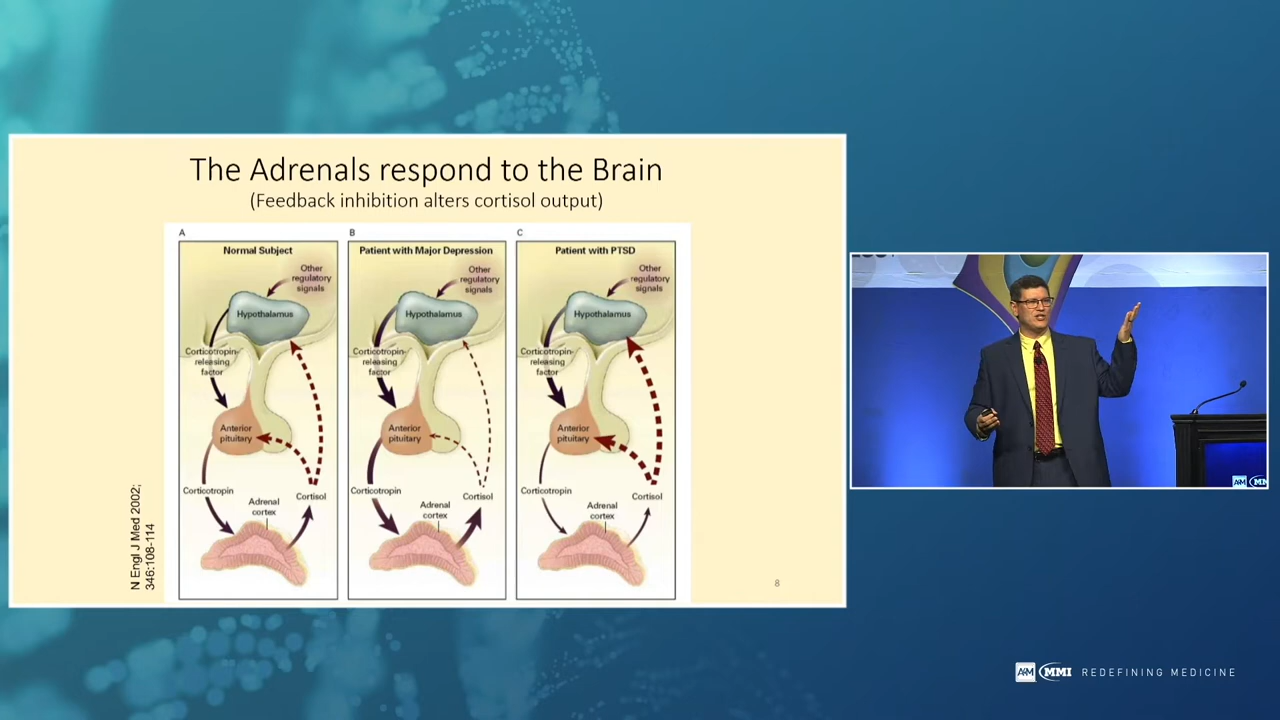 The Adrenals respond to the Brain
(Feedback inhibition alters cortisol output)
A
Normal Subject
Other
regulatory
signals
Hypothalamus
Corticotropin-
releasing
factor
Anterior
pituitary
Corticotropin
Adrenal
cortex
Cortisol
B
Patient with Major Depression
Other
regulatory
signals
Hypothalamus
Corticotropin-
releasing
factor
Anterior
pituitary
Corticotropin
Adrenal
cortex
Cortisol
C
Patient with PTSD
Other
regulatory
signals
Hypothalamus
Corticotropin-
releasing
factor
Anterior
pituitary
Corticotropin
Adrenal
cortex
Cortisol
N Engl J Med 2002;
346:108-114
8
A4M MMI REDEFINING MEDICINE